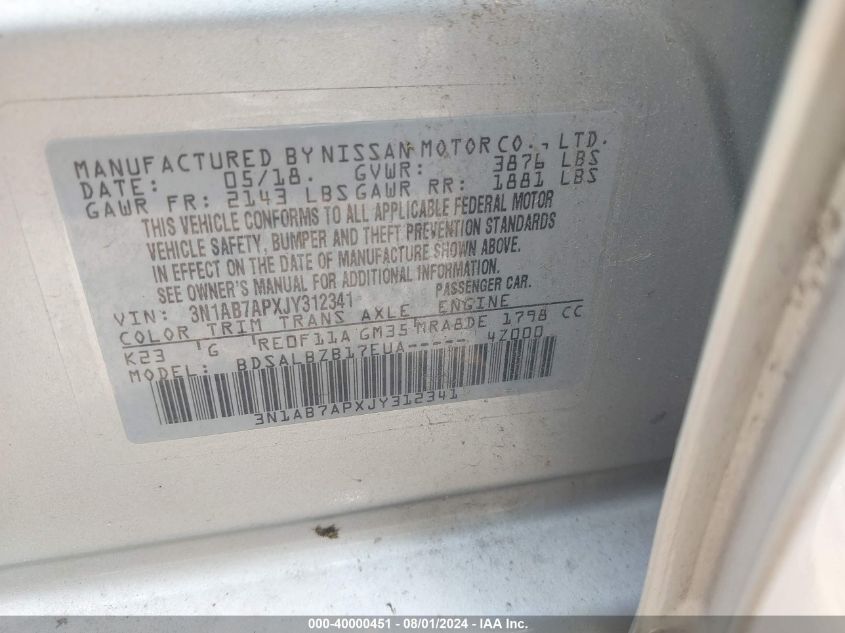 MANUFACTURED BY NISSAN MOTOR CO., LTD.
DATE: 05/18. GVWR: 3876 LBS
GAWR FR: 2143 LBS GAWR RR: 1881 LBS
THIS VEHICLE CONFORMS TO ALL APPLICABLE FEDERAL MOTOR
VEHICLE SAFETY, BUMPER AND THEFT PREVENTION STANDARDS
IN EFFECT ON THE DATE OF MANUFACTURE SHOWN ABOVE.
SEE OWNER'S MANUAL FOR ADDITIONAL INFORMATION.
VIN: 3N1AB7APXJY312341 PASSENGER CAR.
COLOR TRIM TRANS AXLE ENGINE
K23 'G 'RE0F11A GM35 MRA8DE 1798 CC
MODEL: BDSALBZB17EUA----- 4Z000
3N1AB7APXJY312341
000-40000451 - 08/01/2024 - IAA Inc.